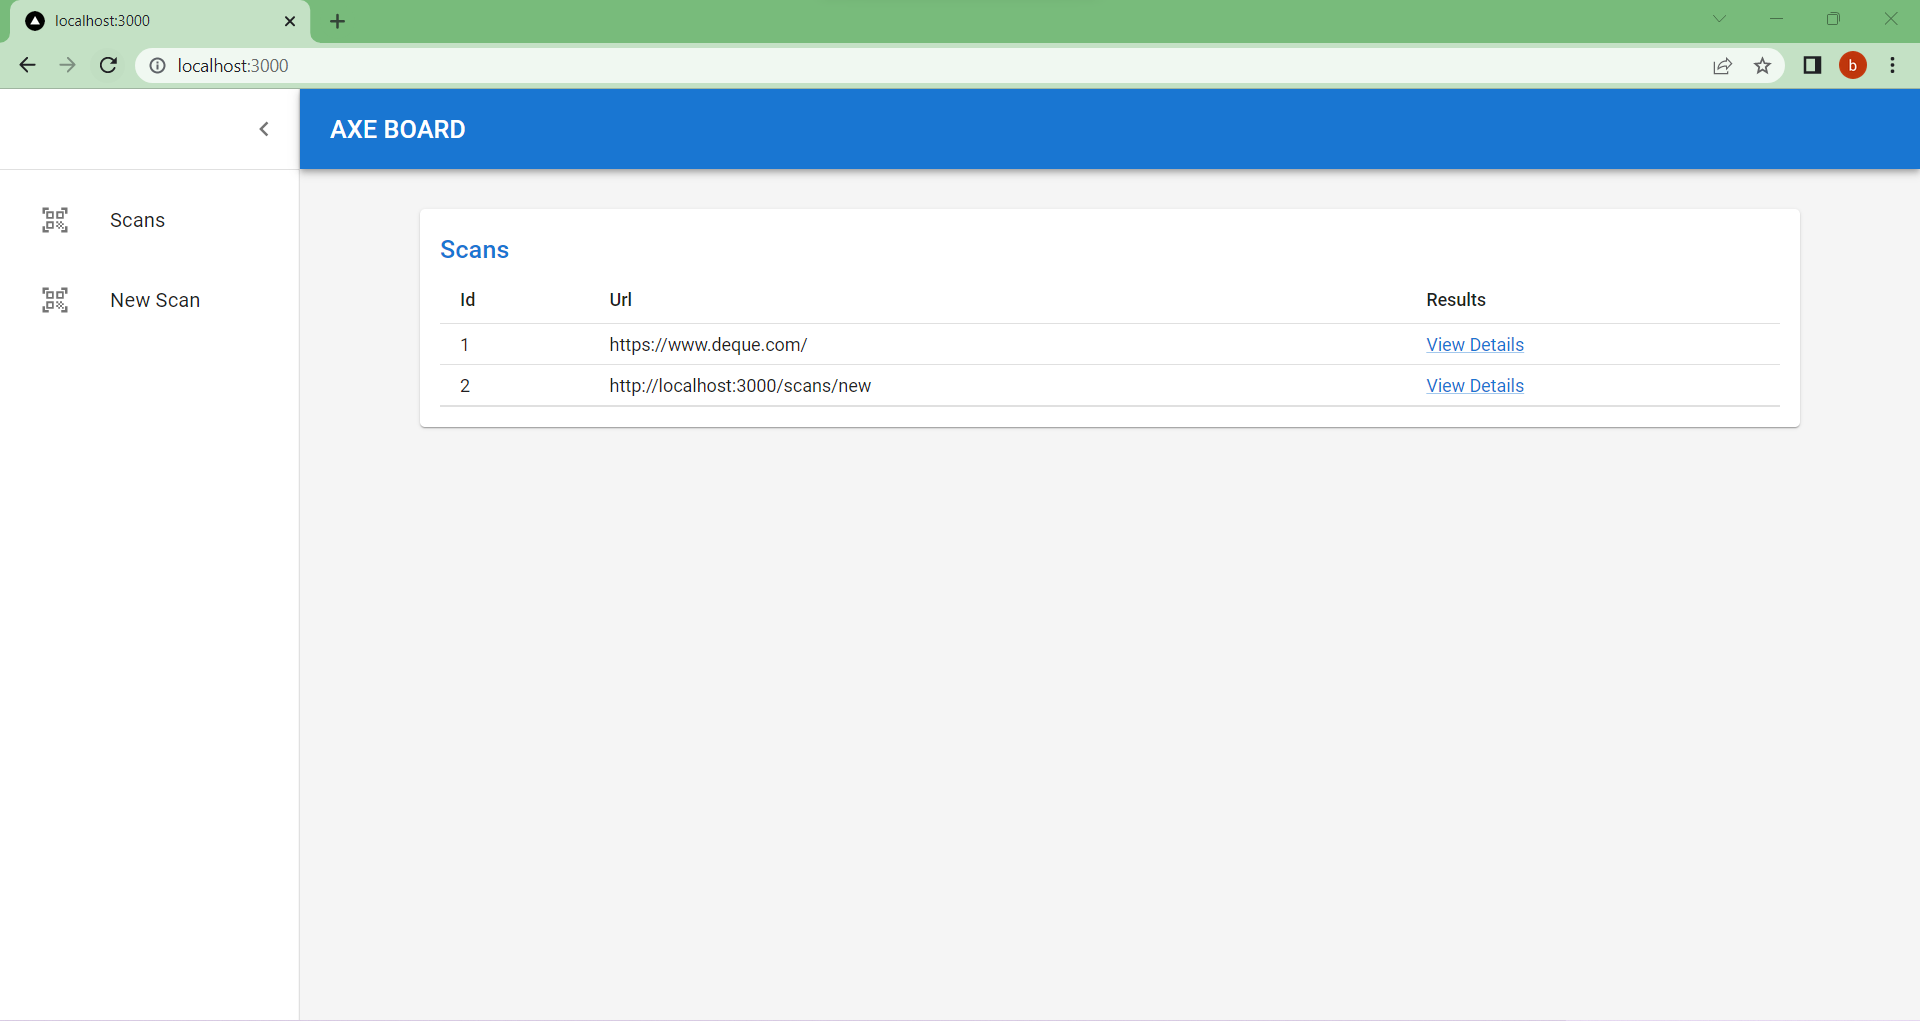 localhost:3000
localhost:3000
b
AXE BOARD
Scans
New Scan
Scans
Id Url Results
1 https://www.deque.com/ View Details
2 http://localhost:3000/scans/new View Details